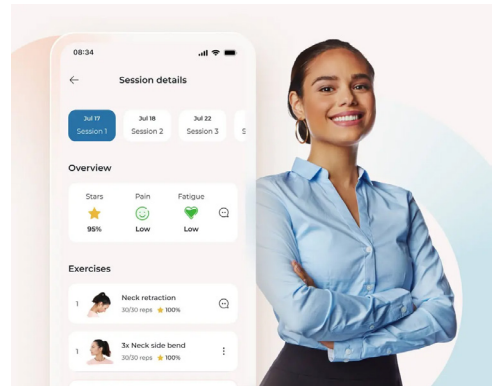 08:34
Session details
Jul 17
Session 1
Jul 18
Session 2
Jul 22
Session 3
S
Overview
Stars
Pain
Fatigue
95%
Low
Low
Exercises
1
Neck retraction
30/30 reps 100%
1
3x Neck side bend
30/30 reps 100%